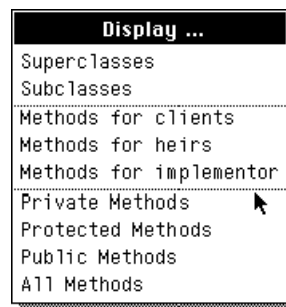 Display ...
Superclasses
Subclasses
Methods for clients
Methods for heirs
Methods for implementor
Private Methods
Protected Methods
Public Methods
All Methods